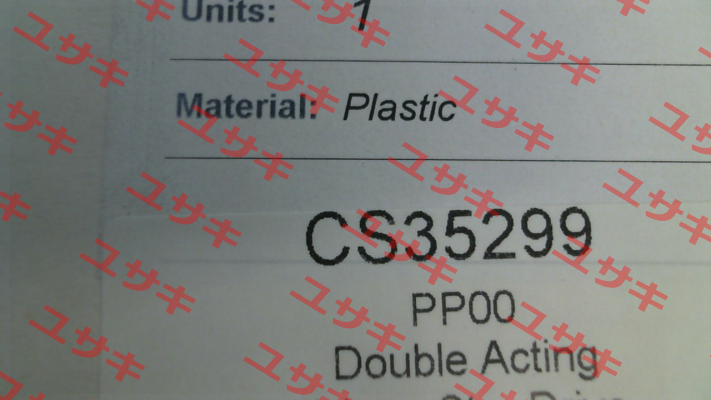 Units: 1
Material: Plastic
CS35299
PP00
Double Acting
ユサキ